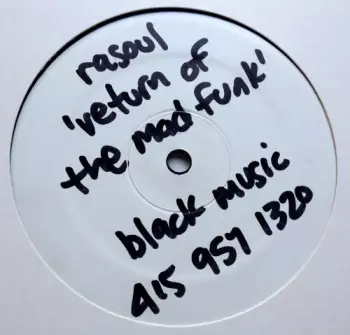 rasoul
'return of
the mad funk'
black music
415 957 1320